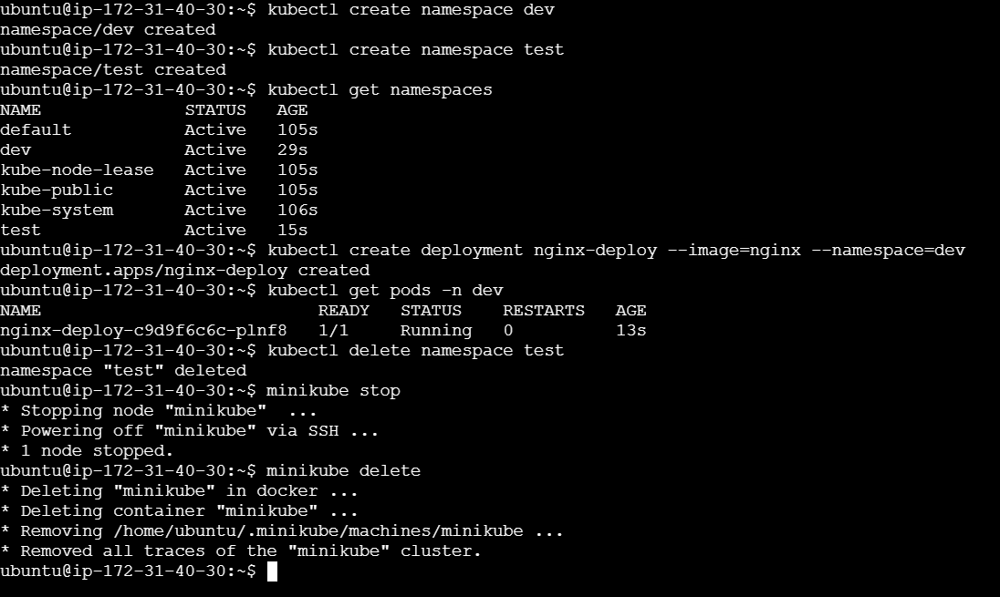 ubuntu@ip-172-31-40-30:~$ kubectl create namespace dev
namespace/dev created
ubuntu@ip-172-31-40-30:~$ kubectl create namespace test
namespace/test created
ubuntu@ip-172-31-40-30:~$ kubectl get namespaces
NAME              STATUS   AGE
default           Active   105s
dev               Active   29s
kube-node-lease   Active   105s
kube-public       Active   105s
kube-system       Active   106s
test              Active   15s
ubuntu@ip-172-31-40-30:~$ kubectl create deployment nginx-deploy --image=nginx --namespace=dev
deployment.apps/nginx-deploy created
ubuntu@ip-172-31-40-30:~$ kubectl get pods -n dev
NAME                           READY   STATUS    RESTARTS   AGE
nginx-deploy-c9d9f6c6c-plnf8   1/1     Running   0          13s
ubuntu@ip-172-31-40-30:~$ kubectl delete namespace test
namespace "test" deleted
ubuntu@ip-172-31-40-30:~$ minikube stop
* Stopping node "minikube"  ...
* Powering off "minikube" via SSH ...
* 1 node stopped.
ubuntu@ip-172-31-40-30:~$ minikube delete
* Deleting "minikube" in docker ...
* Deleting container "minikube" ...
* Removing /home/ubuntu/.minikube/machines/minikube ...
* Removed all traces of the "minikube" cluster.
ubuntu@ip-172-31-40-30:~$